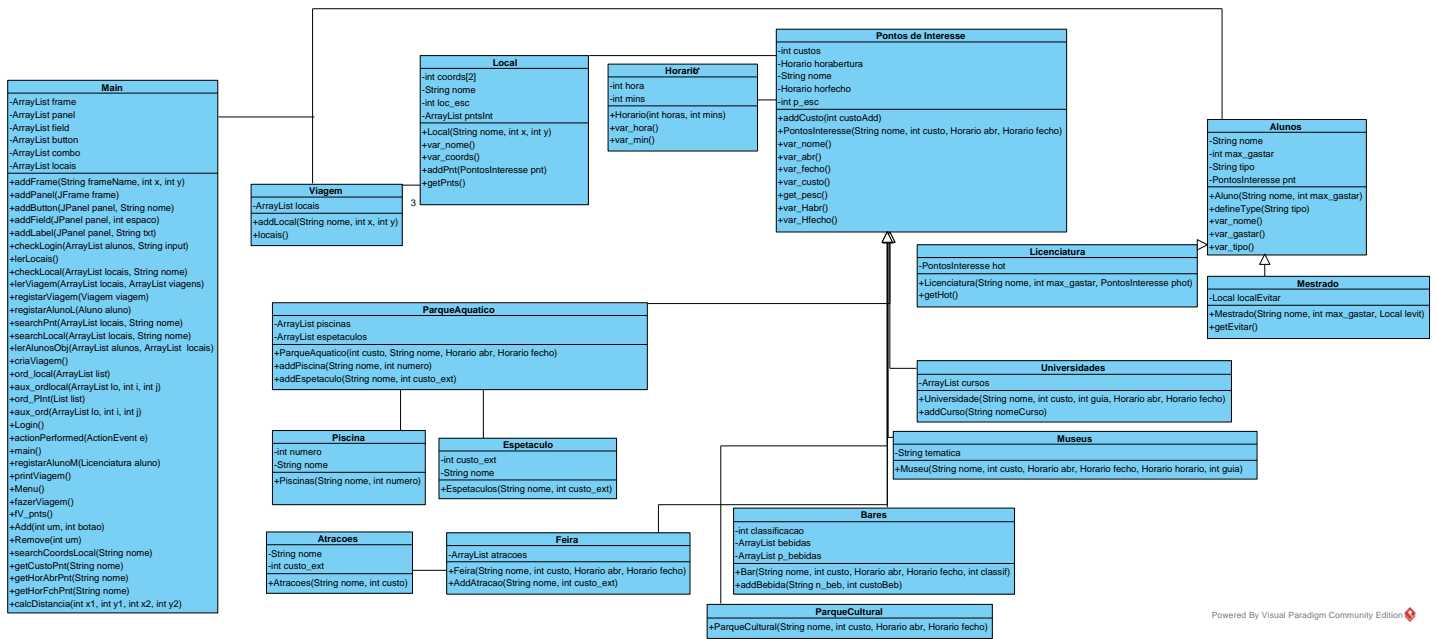 Main
-ArrayList frame
-ArrayList panel
-ArrayList field
-ArrayList button
-ArrayList combo
-ArrayList locais
+addFrame(String frameName, int x, int y)
+addPanel(JFrame frame)
+addButton(JPanel panel, String nome)
+addField(JPanel panel, int espaco)
+addLabel(JPanel panel, String txt)
+checkLogin(ArrayList alunos, String input)
+lerLocais()
+checkLocal(ArrayList locais, String nome)
+lerViagem(ArrayList locais, ArrayList viagens)
+registarViagem(Viagem viagem)
+registarAlunoL(Aluno aluno)
+searchPnt(ArrayList locais, String nome)
+searchLocal(ArrayList locais, String nome)
+lerAlunosObj(ArrayList alunos, ArrayList locais)
+criaViagem()
+ord_local(ArrayList list)
+aux_ordlocal(ArrayList lo, int i, int j)
+ord_PInt(List list)
+aux_ord(ArrayList lo, int i, int j)
+Login()
+actionPerformed(ActionEvent e)
+main()
+registarAlunoM(Licenciatura aluno)
+printViagem()
+Menu()
+fazerViagem()
+fV_pnts()
+Add(int um, int botao)
+Remove(int um)
+searchCoordsLocal(String nome)
+getCustoPnt(String nome)
+getHorAbrPnt(String nome)
+getHorFchPnt(String nome)
+calcDistancia(int x1, int y1, int x2, int y2)
Viagem
-ArrayList locais
+addLocal(String nome, int x, int y)
+locais()
3
Local
-int coords[2]
-String nome
-int loc_esc
-ArrayList pntsInt
+Local(String nome, int x, int y)
+var_nome()
+var_coords()
+addPnt(PontosInteresse pnt)
+getPnts()
Horario
-int hora
-int mins
+Horario(int horas, int mins)
+var_hora()
+var_min()
Pontos de Interesse
-int custos
-Horario horabertura
-String nome
-Horario horfecho
-int p_esc
+addCusto(int custoAdd)
+PontosInteresse(String nome, int custo, Horario abr, Horario fecho)
+var_nome()
+var_abr()
+var_fecho()
+var_custo()
+get_pesc()
+var_Habr()
+var_Hfecho()
Alunos
-String nome
-int max_gastar
-String tipo
-PontosInteresse pnt
+Aluno(String nome, int max_gastar)
+defineType(String tipo)
+var_nome()
+var_gastar()
+var_tipo()
Licenciatura
-PontosInteresse hot
+Licenciatura(String nome, int max_gastar, PontosInteresse phot)
+getHot()
Mestrado
-Local localEvitar
+Mestrado(String nome, int max_gastar, Local levit)
+getEvitar()
ParqueAquatico
-ArrayList piscinas
-ArrayList espetaculos
+ParqueAquatico(int custo, String nome, Horario abr, Horario fecho)
+addPiscina(String nome, int numero)
+addEspetaculo(String nome, int custo_ext)
Universidades
-ArrayList cursos
+Universidade(String nome, int custo, int guia, Horario abr, Horario fecho)
+addCurso(String nomeCurso)
Piscina
-int numero
-String nome
+Piscinas(String nome, int numero)
Espetaculo
-int custo_ext
-String nome
+Espetaculos(String nome, int custo_ext)
Museus
-String tematica
+Museu(String nome, int custo, Horario abr, Horario fecho, Horario horario, int guia)
Atracoes
-String nome
-int custo_ext
+Atracoes(String nome, int custo)
Feira
-ArrayList atracoes
+Feira(String nome, int custo, Horario abr, Horario fecho)
+AddAtracao(String nome, int custo_ext)
Bares
-int classificacao
-ArrayList bebidas
-ArrayList p_bebidas
+Bar(String nome, int custo, Horario abr, Horario fecho, int classif)
+addBebida(String n_beb, int custoBeb)
ParqueCultural
+ParqueCultural(String nome, int custo, Horario abr, Horario fecho)
Powered By Visual Paradigm Community Edition